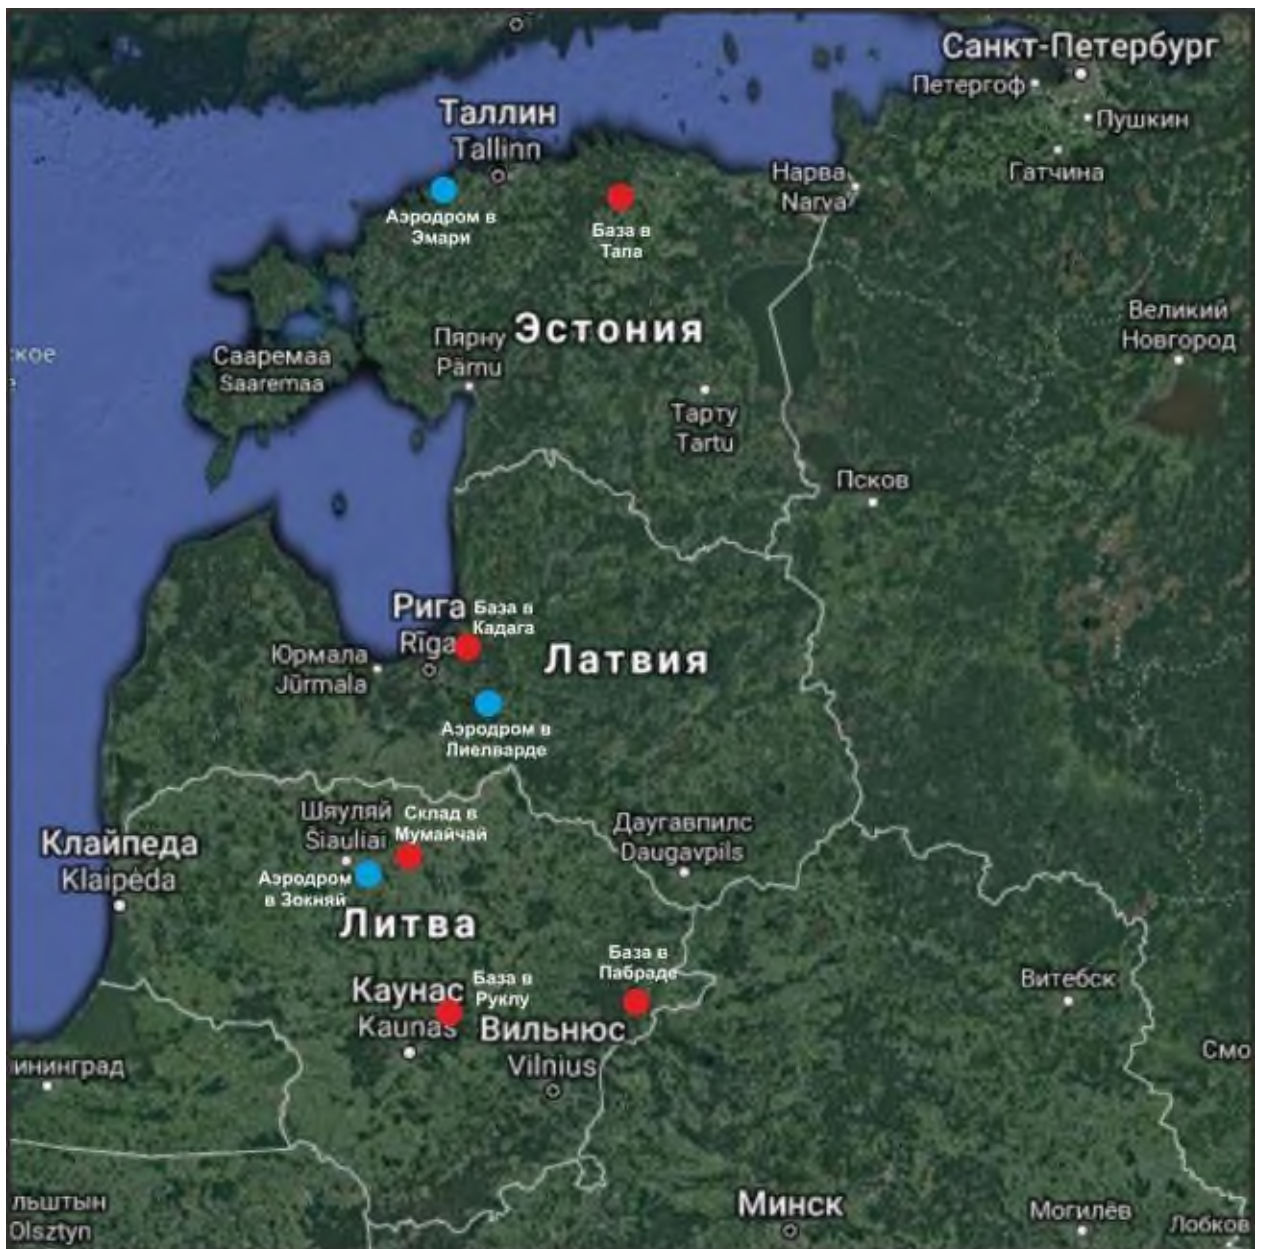 Санкт-Петербург
Петергоф
Пушкин
Гатчина
Таллин
Tallinn
Нарва
Narva
Аэродром в
Эмари
База в
Тапа
Великий
Новгород
Эстония
Пярну
Pärnu
ское
е
Сааремаа
Saaremaa
Тарту
Tartu
Псков
Рига
Rīga
База в
Кадага
Латвия
Юрмала
Jūrmala
Аэродром в
Лиелварде
Шяуляй
Šiauliai
Склад в
Мумайчай
Даугавпилс
Daugavpils
Клайпеда
Klaipėda
Аэродром
в Зокняй
Литва
База в
Пабраде
Каунас
Kaunas
База в
Руклу
Вильнюс
Vilnius
Витебск
Смо
ининград
льштын
Olsztyn
Минск
Могилёв
Лобков